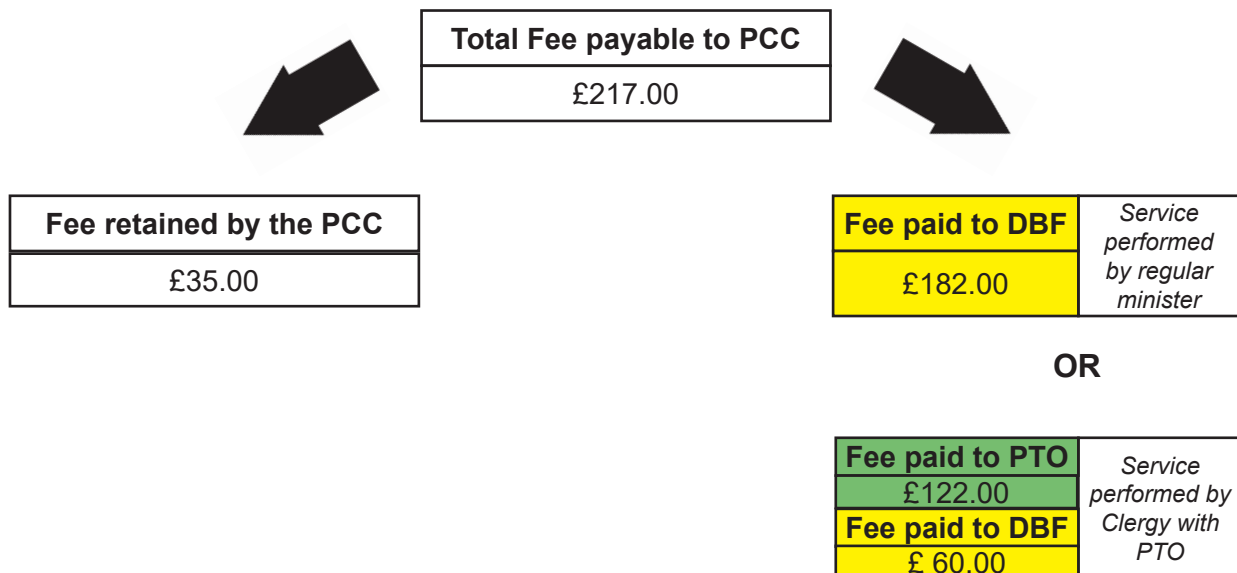 Total Fee payable to PCC
£217.00
Fee retained by the PCC
£35.00
Fee paid to DBF
£182.00
Service
performed
by regular
minister
OR
Fee paid to PTO
£122.00
Fee paid to DBF
£ 60.00
Service
performed by
Clergy with
PTO